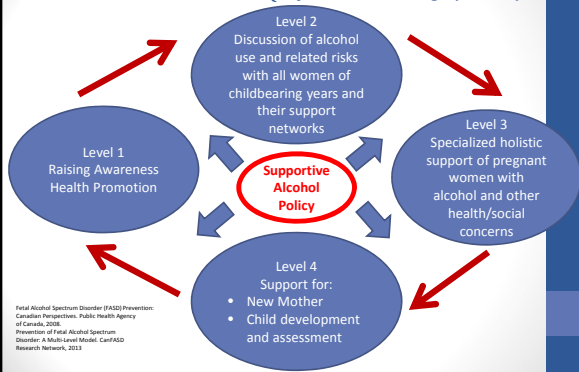 Level 2
Discussion of alcohol
use and related risks
with all women of
childbearing years and
their support
networks
Level 1
Raising Awareness
Health Promotion
Supportive
Alcohol
Policy
Level 3
Specialized holistic
support of pregnant
women with
alcohol and other
health/social
concerns
Level 4
Support for:
• New Mother
• Child development
and assessment
Fetal Alcohol Spectrum Disorder (FASD) Prevention:
Canadian Perspectives. Public Health Agency
of Canada, 2008.
Prevention of Fetal Alcohol Spectrum
Disorder: A Multi-Level Model. CanFASD
Research Network, 2013